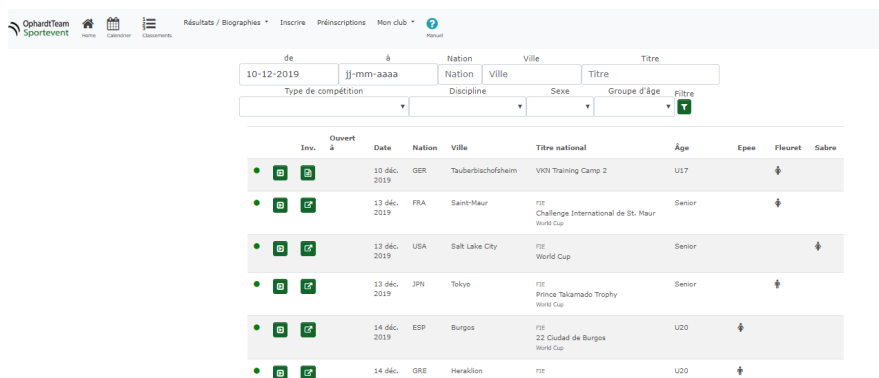 OphardtTeam
Sportevent
Home
Calendrier
Classements
Résultats / Biographies
Inscrire
Préinscriptions
Mon club
Manuel
de à Nation Ville Titre
10-12-2019 jj-mm-aaaa Nation Ville Titre
Type de compétition Discipline Sexe Groupe d'âge Filtre
Inv. Ouvert à Date Nation Ville Titre national Âge Epee Fleuret Sabre
10 déc. 2019 GER Tauberbischofsheim VKN Training Camp 2 U17
13 déc. 2019 FRA Saint-Maur FIE Senior
Challenge International de St. Maur
World Cup
13 déc. 2019 USA Salt Lake City FIE Senior
World Cup
13 déc. 2019 JPN Tokyo FIE Senior
Prince Takamado Trophy
World Cup
14 déc. 2019 ESP Burgos FIE U20
22 Ciudad de Burgos
World Cup
14 déc. GRE Heraklion FIE U20